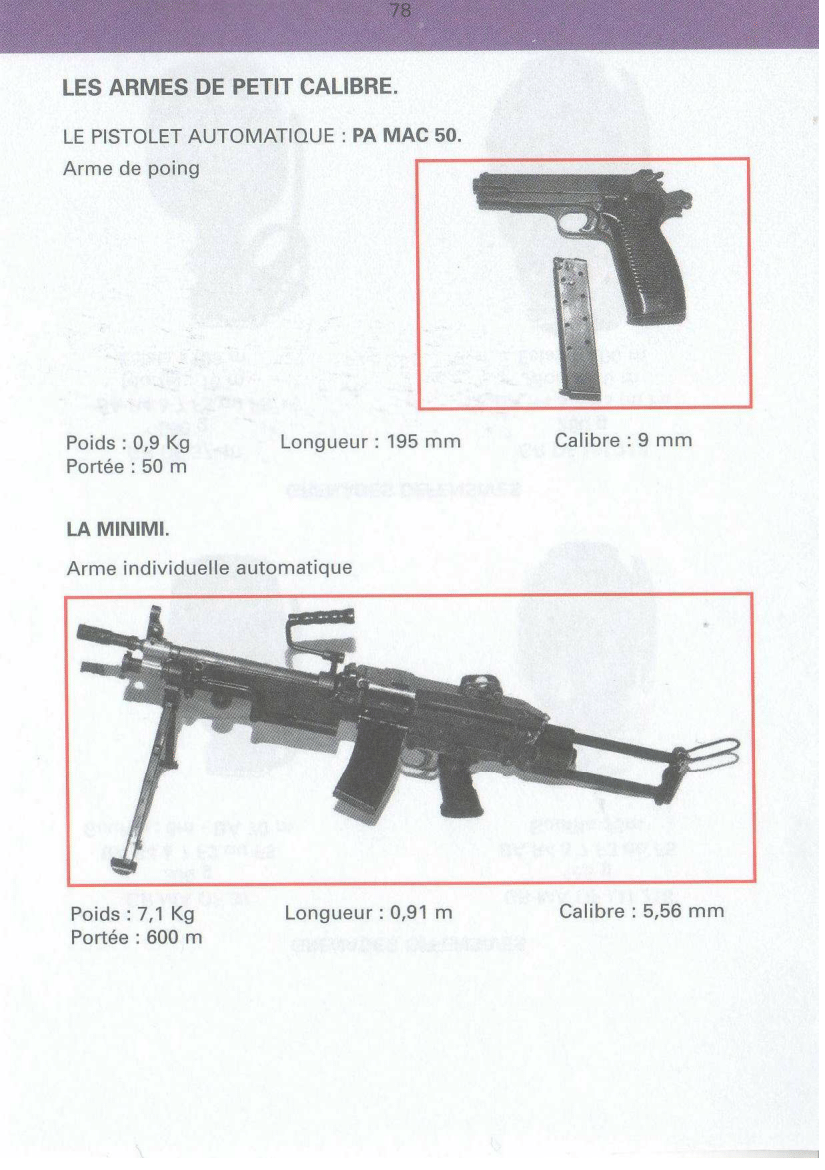 78
LES ARMES DE PETIT CALIBRE.
LE PISTOLET AUTOMATIQUE : PA MAC 50.
Arme de poing
Poids : 0,9 Kg Longueur : 195 mm Calibre : 9 mm
Portée : 50 m
LA MINIMI.
Arme individuelle automatique
Poids : 7,1 Kg Longueur : 0,91 m Calibre : 5,56 mm
Portée : 600 m